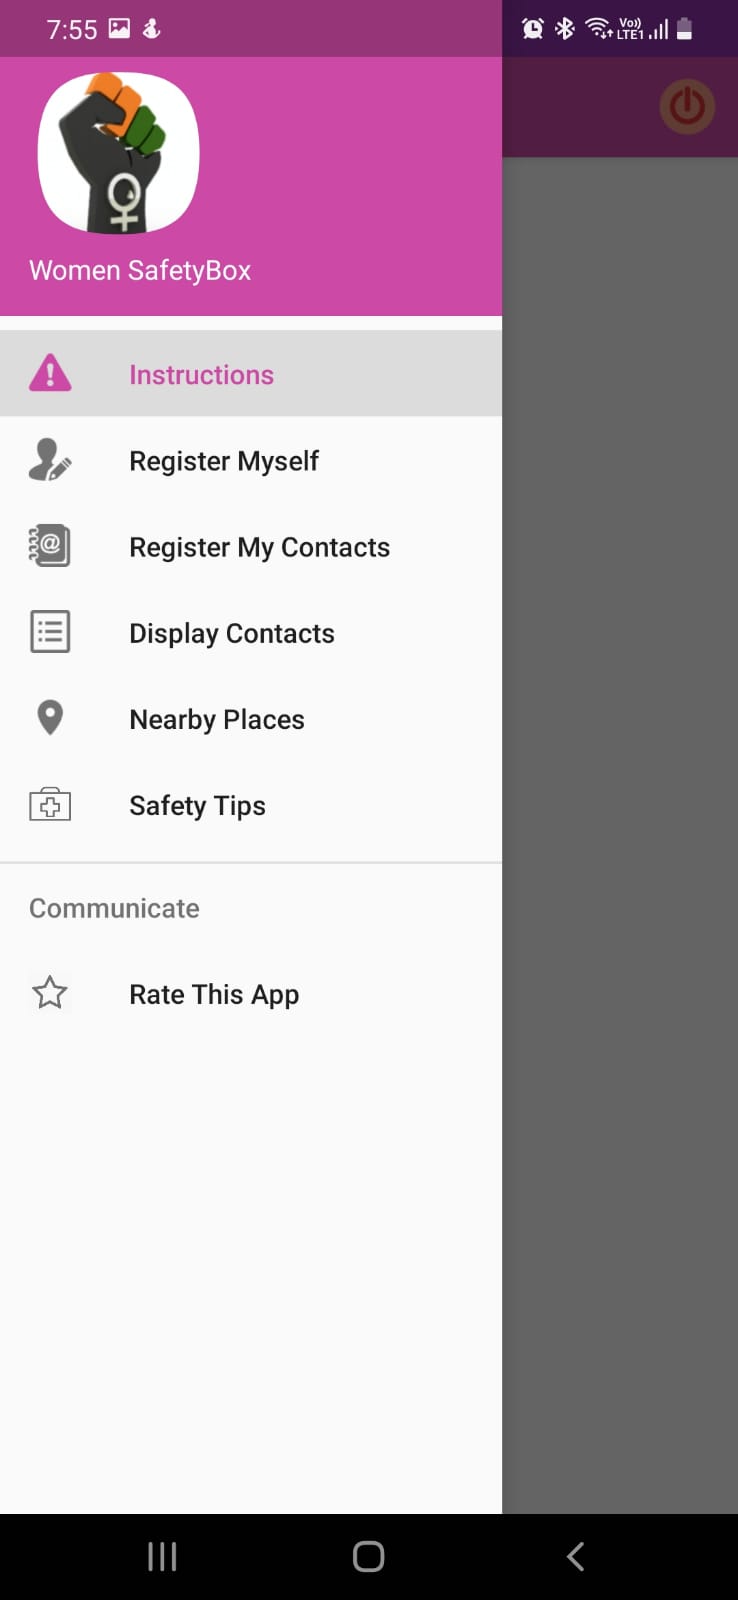 7:55
Vo))
LTE1
Women SafetyBox
Instructions
Register Myself
Register My Contacts
Display Contacts
Nearby Places
Safety Tips
Communicate
Rate This App